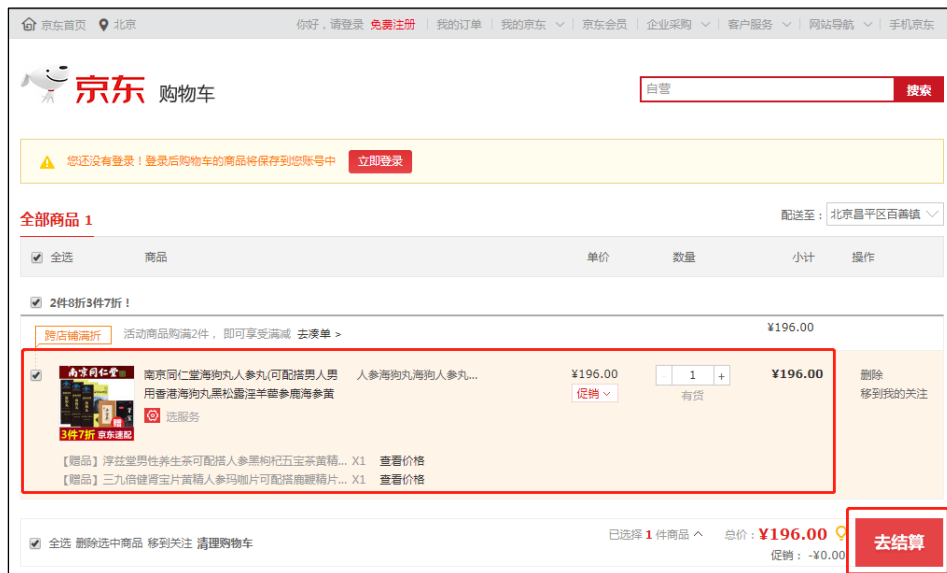 京东首页 北京 你好，请登录 免费注册 我的订单 我的京东 京东会员 企业采购 客户服务 网站导航 手机京东
京东 购物车 自营 搜索
您还没有登录！登录后购物车的商品将保存到您账号中 立即登录
全部商品 1 配送至： 北京昌平区百善镇
全选 商品 单价 数量 小计 操作
2件8折3件7折！
跨店铺满折 活动商品购满2件， 即可享受满减 去凑单 > ¥196.00
南京同仁堂
3件7折 京东速配
赠
南京同仁堂海狗丸人参丸(可配搭男人男 人参海狗丸海狗人参丸... ¥196.00 - 1 + ¥196.00 删除
用香港海狗丸黑松露淫羊藿参鹿海参黄 促销 有货 移到我的关注
选服务
【赠品】淳玆堂男性养生茶可配搭人参黑枸杞五宝茶黄精... X1 查看价格
【赠品】三九倍健肾宝片黄精人参玛咖片可配搭鹿鞭精片... X1 查看价格
全选 删除选中商品 移到关注 清理购物车 已选择 1 件商品 总价： ¥196.00 去结算
促销： -¥0.00